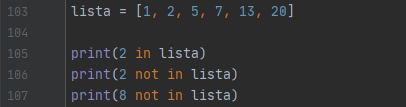 103 lista = [1, 2, 5, 7, 13, 20]
104
105 print(2 in lista)
106 print(2 not in lista)
107 print(8 not in lista)